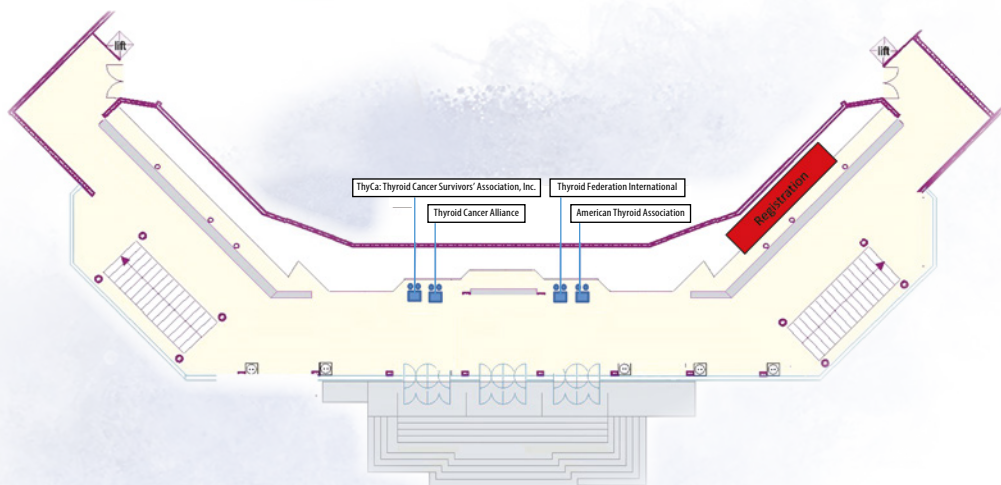 lift
lift
ThyCa: Thyroid Cancer Survivors’ Association, Inc.
Thyroid Federation International
Thyroid Cancer Alliance
American Thyroid Association
Registration